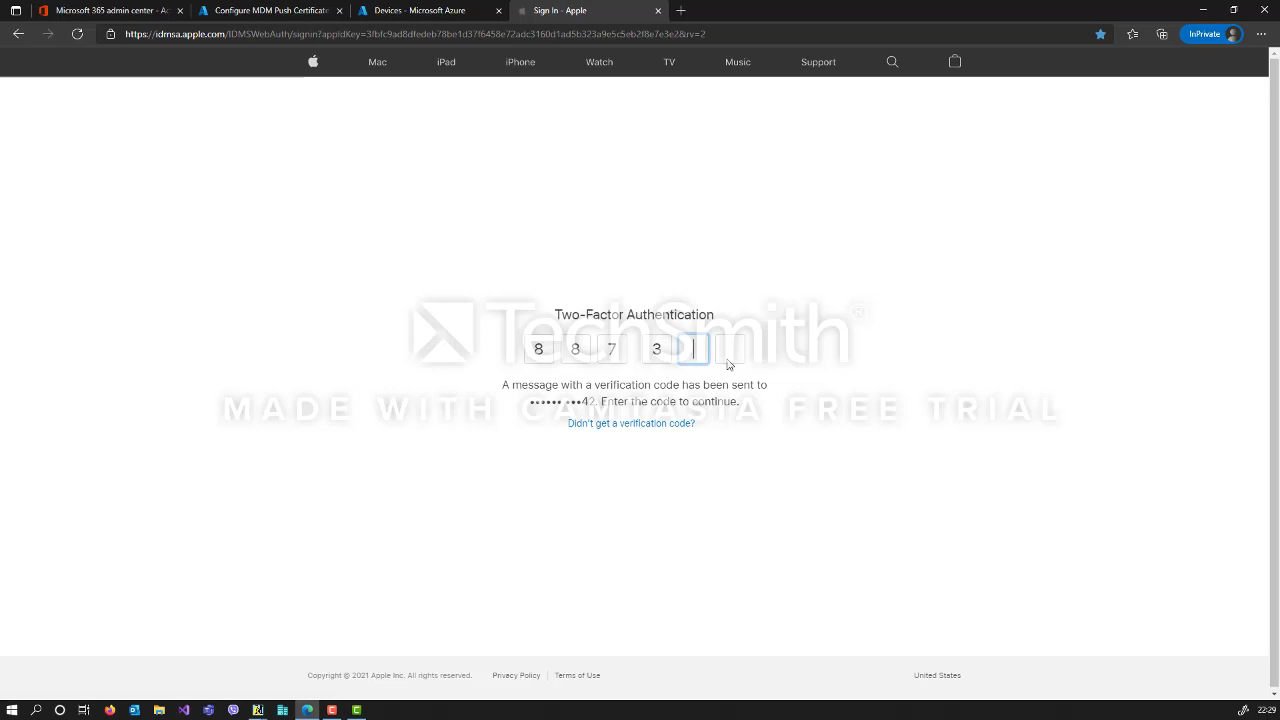 Microsoft 365 admin center - A
Configure MDM Push Certificate
Devices - Microsoft Azure
Sign In - Apple
https://idmsa.apple.com/IDMSWebAuth/signin?appIdKey=3fbfc9ad8dfedeb78be1d37f6458e72adc3160d1ad5b323a9e5c5eb2f8e7e3e2&rv=2
InPrivate
Mac
iPad
iPhone
Watch
TV
Music
Support
Two-Factor Authentication
TechSmith®
8 8 7 3
A message with a verification code has been sent to
•••••• •••42. Enter the code to continue.
MADE WITH CAMTASIA FREE TRIAL
Didn't get a verification code?
Copyright © 2021 Apple Inc. All rights reserved.
Privacy Policy
Terms of Use
United States
22:29